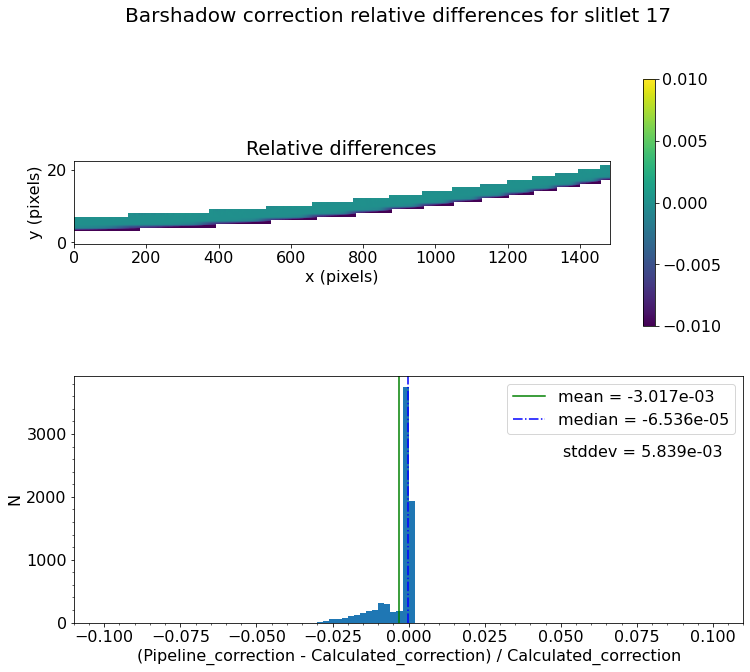 Barshadow correction relative differences for slitlet 17
Relative differences
y (pixels)
20
10
0
0 200 400 600 800 1000 1200 1400
x (pixels)
0.010
0.005
0.000
−0.005
−0.010
mean = -3.017e-03
median = -6.536e-05
stddev = 5.839e-03
N
3000
2000
1000
0
−0.100 −0.075 −0.050 −0.025 0.000 0.025 0.050 0.075 0.100
(Pipeline_correction - Calculated_correction) / Calculated_correction